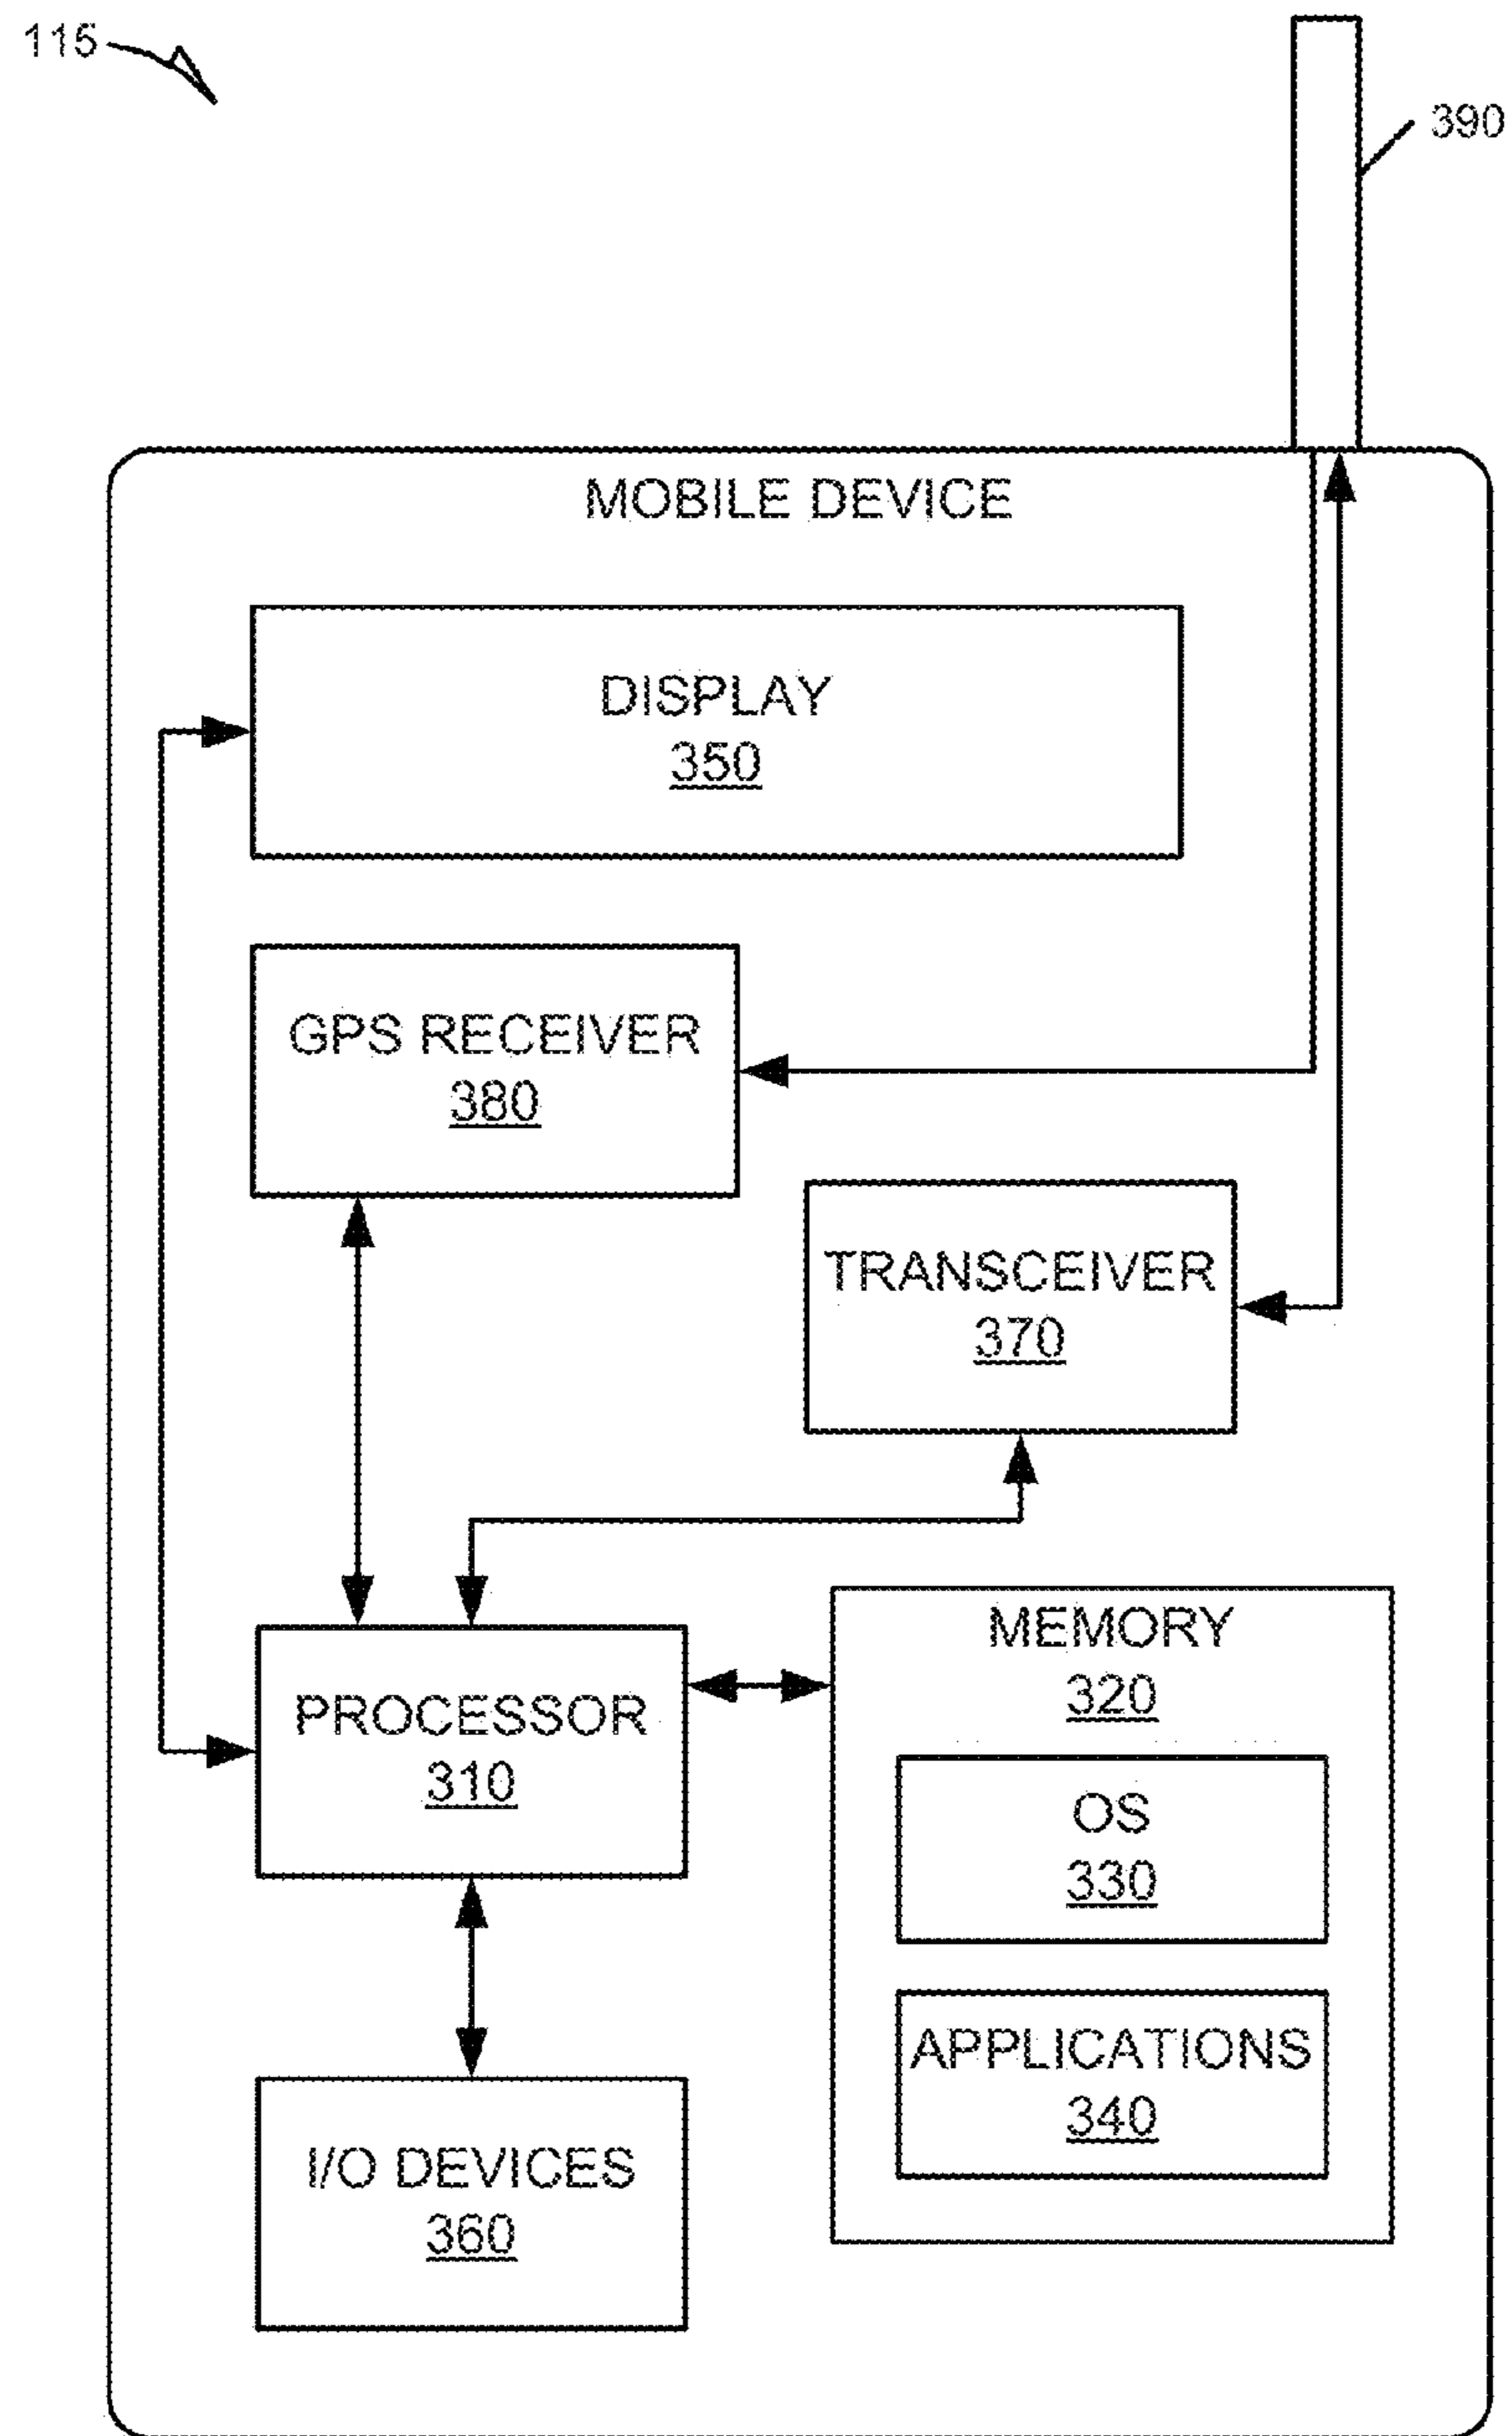 115
390
MOBILE DEVICE
DISPLAY
350
GPS RECEIVER
380
TRANSCEIVER
370
MEMORY
320
PROCESSOR
310
OS
330
APPLICATIONS
340
I/O DEVICES
360